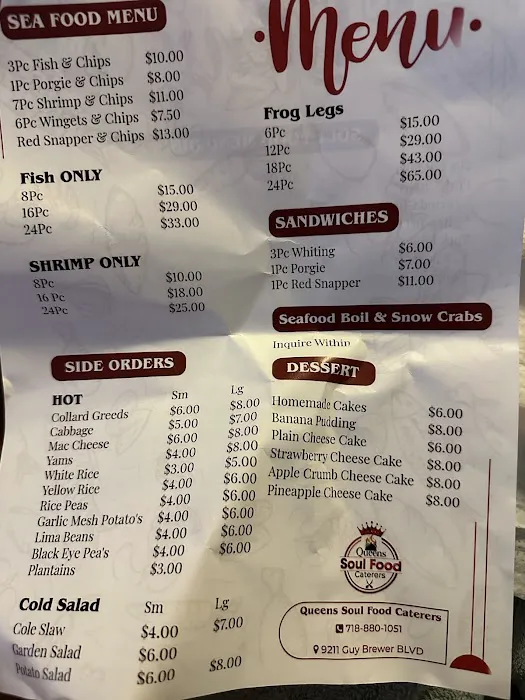 SEA FOOD MENU
3Pc Fish & Chips $10.00
1Pc Porgie & Chips $8.00
7Pc Shrimp & Chips $11.00
6Pc Wingets & Chips $7.50
Red Snapper & Chips $13.00
Fish ONLY
8Pc $15.00
16Pc $29.00
24Pc $33.00
SHRIMP ONLY
8Pc $10.00
16 Pc $18.00
24Pc $25.00
Menu
Frog Legs
6Pc $15.00
12Pc $29.00
18Pc $43.00
24Pc $65.00
SANDWICHES
3Pc Whiting $6.00
1Pc Porgie $7.00
1Pc Red Snapper $11.00
Seafood Boil & Snow Crabs
Inquire Within
SIDE ORDERS
HOT Sm Lg
Collard Greeds $6.00 $8.00
Cabbage $5.00 $7.00
Mac Cheese $6.00 $8.00
Yams $4.00 $8.00
White Rice $3.00 $5.00
Yellow Rice $4.00 $6.00
Rice Peas $4.00 $6.00
Garlic Mesh Potato's $4.00 $6.00
Lima Beans $4.00 $6.00
Black Eye Pea's $4.00 $6.00
Plantains $3.00
Cold Salad Sm Lg
Cole Slaw $4.00 $7.00
Garden Salad $6.00
Potato Salad $6.00 $8.00
DESSERT
Homemade Cakes $6.00
Banana Pudding $8.00
Plain Cheese Cake $6.00
Strawberry Cheese Cake $8.00
Apple Crumb Cheese Cake $8.00
Pineapple Cheese Cake $8.00
Queens
Soul Food
Caterers
Queens Soul Food Caterers
718-880-1051
9211 Guy Brewer BLVD